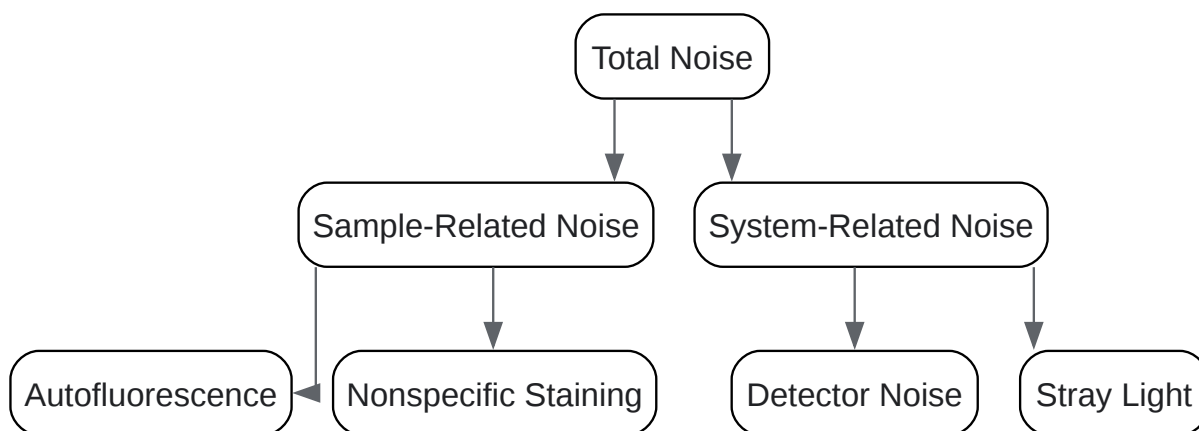 Total Noise
Sample-Related Noise
System-Related Noise
Autofluorescence
Nonspecific Staining
Detector Noise
Stray Light